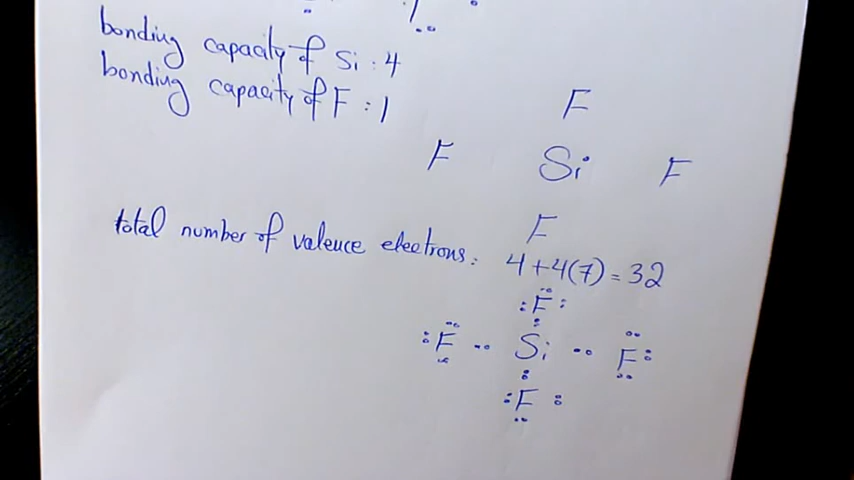 bonding capacity of Si : 4
bonding capacity of F : 1
F
F Si F
F
total number of valence electrons: 4+4(7)=32
:F:
:F ·· Si ·· F:
:F: